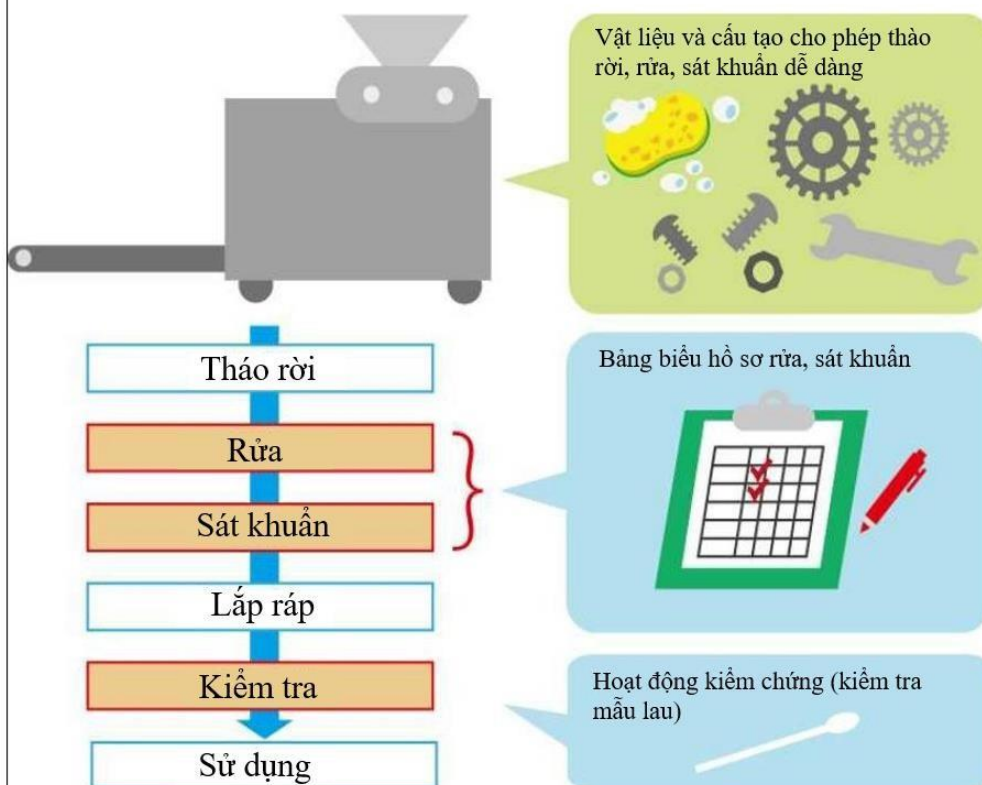 Vật liệu và cấu tạo cho phép thào
rời, rửa, sát khuẩn dễ dàng
Tháo rời
Rửa
Sát khuẩn
Lắp ráp
Kiểm tra
Sử dụng
Bảng biểu hồ sơ rửa, sát khuẩn
Hoạt động kiểm chứng (kiểm tra
mẫu lau)